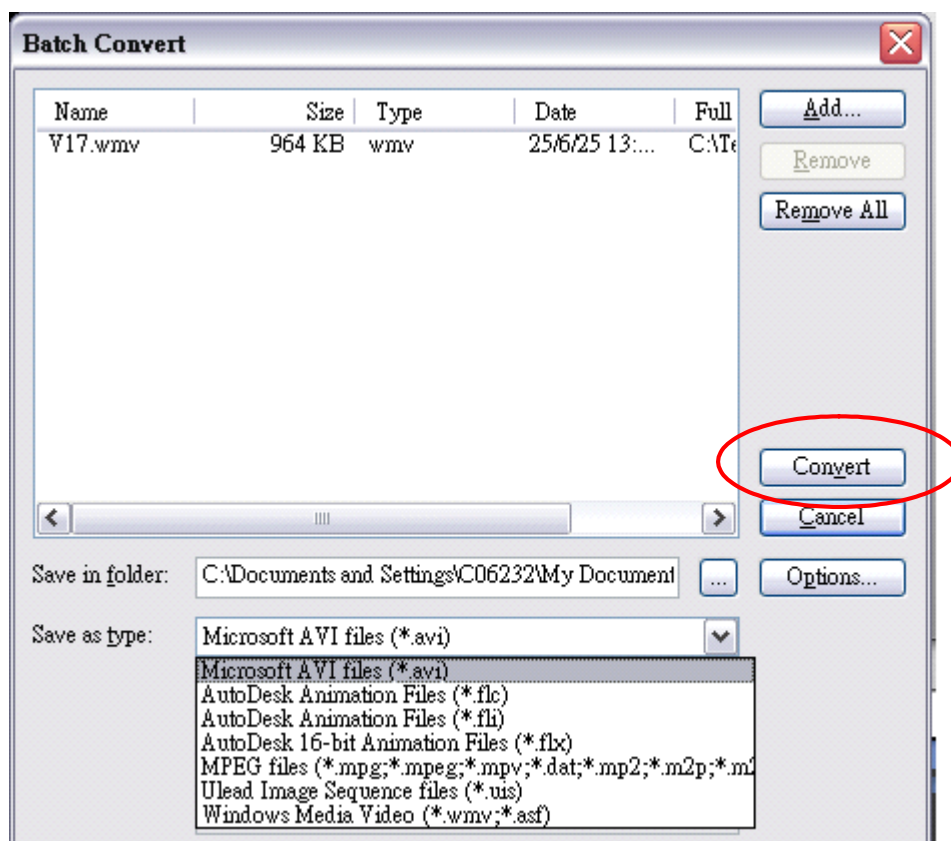 Batch Convert
Name Size Type Date Full
V17.wmv 964 KB wmv 25/6/25 13:... C:\Te
Add...
Remove
Remove All
Convert
Cancel
Save in folder: C:\Documents and Settings\C06232\My Document ... Options...
Save as type: Microsoft AVI files (*.avi)
Microsoft AVI files (*.avi)
AutoDesk Animation Files (*.flc)
AutoDesk Animation Files (*.fli)
AutoDesk 16-bit Animation Files (*.flx)
MPEG files (*.mpg;*.mpeg;*.mpv;*.dat;*.mp2;*.m2p;*.m2
Ulead Image Sequence files (*.uis)
Windows Media Video (*.wmv;*.asf)